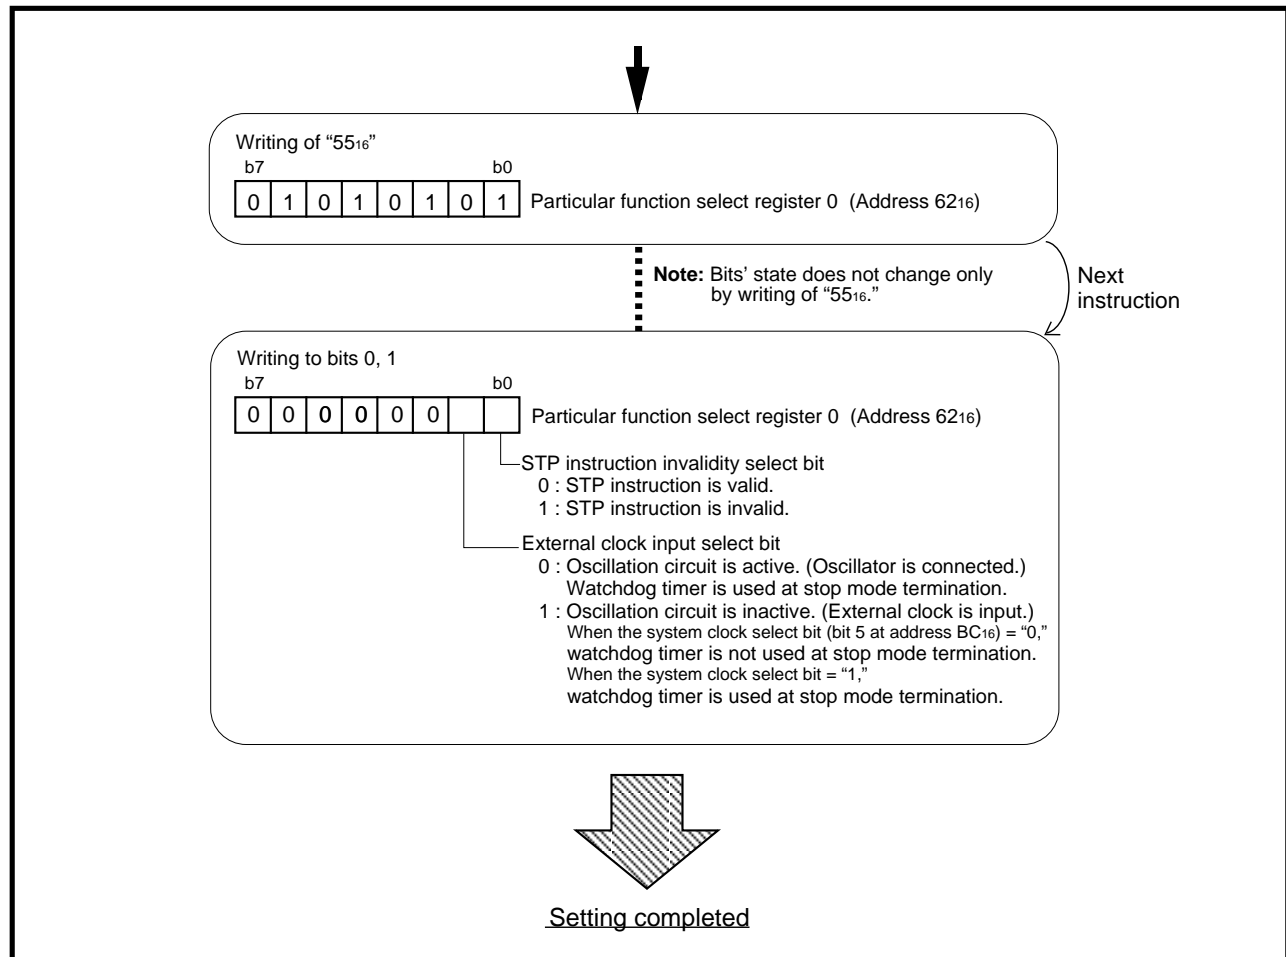 Writing of “55₁₆”
b7 b0
0 1 0 1 0 1 0 1 Particular function select register 0 (Address 62₁₆)
Note: Bits’ state does not change only
by writing of “55₁₆.”
Next
instruction
Writing to bits 0, 1
b7 b0
0 0 0 0 0 0 Particular function select register 0 (Address 62₁₆)
STP instruction invalidity select bit
0 : STP instruction is valid.
1 : STP instruction is invalid.
External clock input select bit
0 : Oscillation circuit is active. (Oscillator is connected.)
Watchdog timer is used at stop mode termination.
1 : Oscillation circuit is inactive. (External clock is input.)
When the system clock select bit (bit 5 at address BC₁₆) = “0,”
watchdog timer is not used at stop mode termination.
When the system clock select bit = “1,”
watchdog timer is used at stop mode termination.
Setting completed